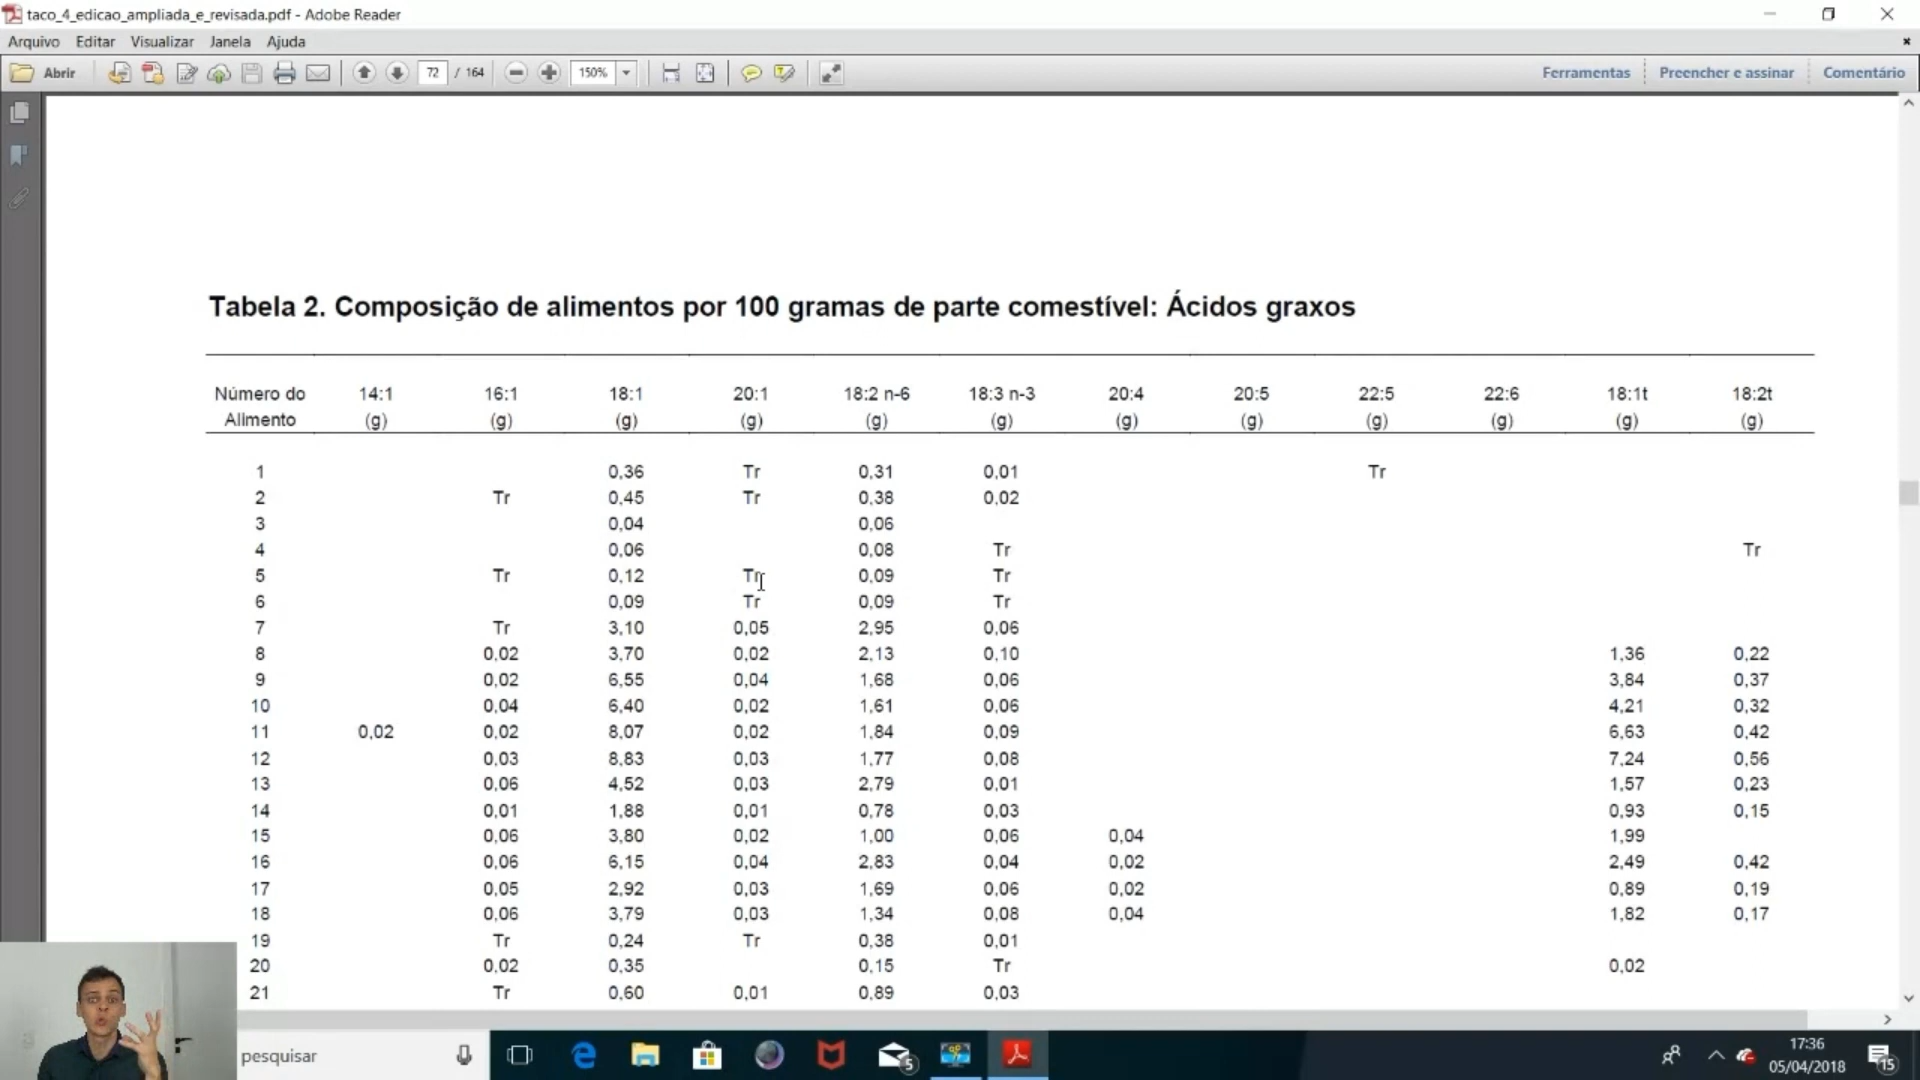 taco_4_edicao_ampliada_e_revisada.pdf - Adobe Reader
Arquivo Editar Visualizar Janela Ajuda
Abrir 72 / 164 150% Ferramentas Preencher e assinar Comentário
Tabela 2. Composição de alimentos por 100 gramas de parte comestível: Ácidos graxos
Número do 14:1 16:1 18:1 20:1 18:2 n-6 18:3 n-3 20:4 20:5 22:5 22:6 18:1t 18:2t
Alimento (g) (g) (g) (g) (g) (g) (g) (g) (g) (g) (g) (g)
1 0,36 Tr 0,31 0,01 Tr
2 Tr 0,45 Tr 0,38 0,02
3 0,04 0,06
4 0,06 0,08 Tr Tr
5 Tr 0,12 Tr 0,09 Tr
6 0,09 Tr 0,09 Tr
7 Tr 3,10 0,05 2,95 0,06
8 0,02 3,70 0,02 2,13 0,10 1,36 0,22
9 0,02 6,55 0,04 1,68 0,06 3,84 0,37
10 0,04 6,40 0,02 1,61 0,06 4,21 0,32
11 0,02 0,02 8,07 0,02 1,84 0,09 6,63 0,42
12 0,03 8,83 0,03 1,77 0,08 7,24 0,56
13 0,06 4,52 0,03 2,79 0,01 1,57 0,23
14 0,01 1,88 0,01 0,78 0,03 0,93 0,15
15 0,06 3,80 0,02 1,00 0,06 0,04 1,99
16 0,06 6,15 0,04 2,83 0,04 0,02 2,49 0,42
17 0,05 2,92 0,03 1,69 0,06 0,02 0,89 0,19
18 0,06 3,79 0,03 1,34 0,08 0,04 1,82 0,17
19 Tr 0,24 Tr 0,38 0,01
20 0,02 0,35 0,15 Tr 0,02
21 Tr 0,60 0,01 0,89 0,03
pesquisar 5 17:36
05/04/2018 15